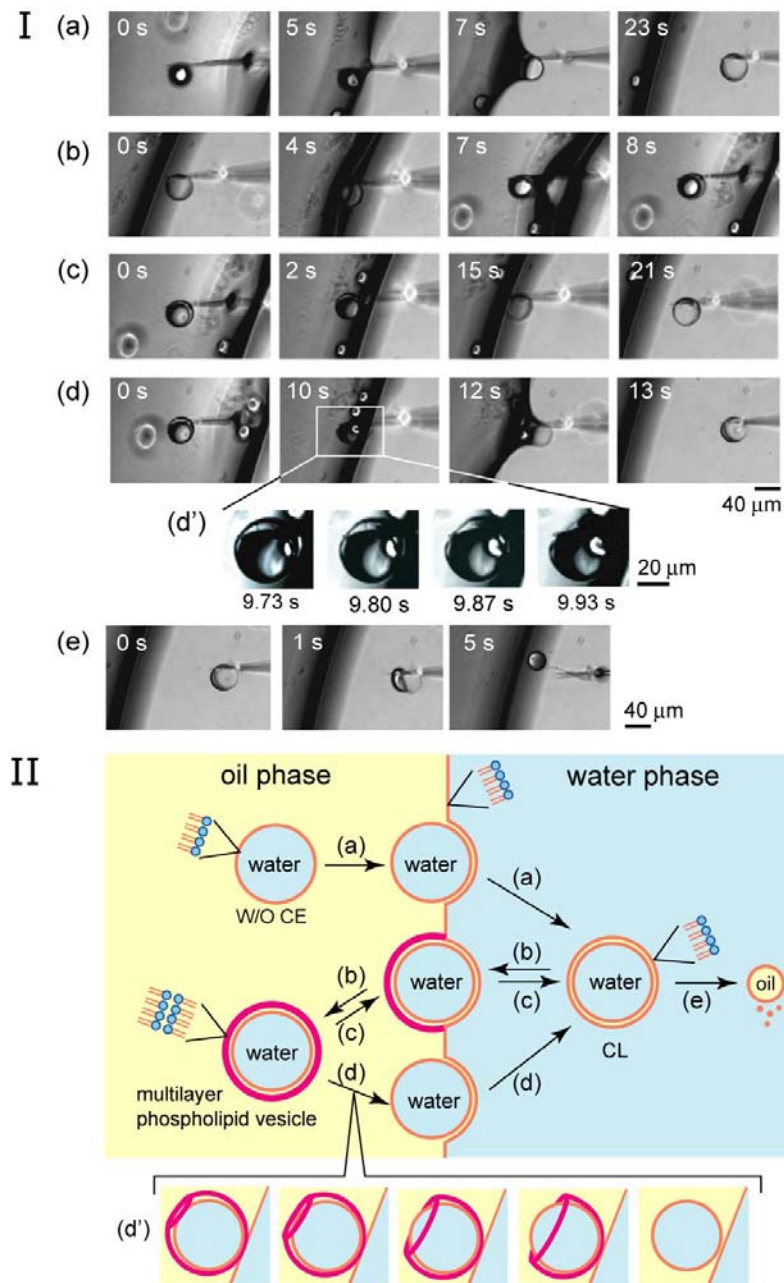 I
(a) 0 s 5 s 7 s 23 s
(b) 0 s 4 s 7 s 8 s
(c) 0 s 2 s 15 s 21 s
(d) 0 s 10 s 12 s 13 s
40 μm
(d')
20 μm
9.73 s 9.80 s 9.87 s 9.93 s
(e) 0 s 1 s 5 s
40 μm
II
oil phase water phase
water (a) water
W/O CE
(a)
(b) water (b) water (e) oil
(c) (c)
water CL
(d) (d)
multilayer
phospholipid vesicle
water
(d')